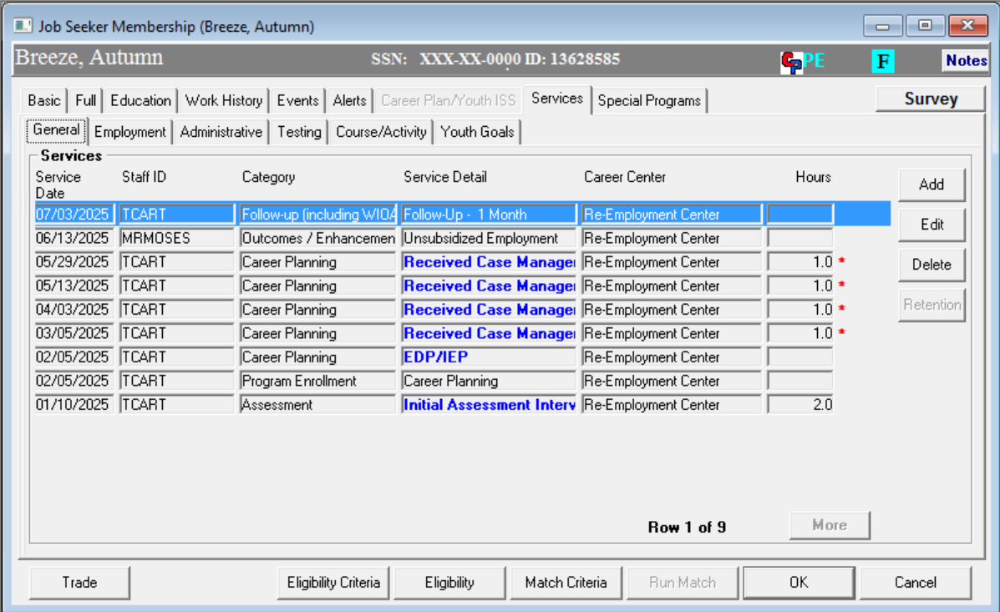 Job Seeker Membership (Breeze, Autumn)
Breeze, Autumn SSN: XXX-XX-0000 ID: 13628585 CP PE F Notes
Basic Full Education Work History Events Alerts Career Plan/Youth ISS Services Special Programs Survey
General Employment Administrative Testing Course/Activity Youth Goals
Services
Service Date Staff ID Category Service Detail Career Center Hours
Add
07/03/2025 TCART Follow-up (including WIOA Follow-Up - 1 Month Re-Employment Center
Edit
06/13/2025 MRMOSES Outcomes / Enhancemen Unsubsidized Employment Re-Employment Center
05/29/2025 TCART Career Planning Received Case Manager Re-Employment Center 1.0 *
Delete
05/13/2025 TCART Career Planning Received Case Manager Re-Employment Center 1.0 *
04/03/2025 TCART Career Planning Received Case Manager Re-Employment Center 1.0 *
Retention
03/05/2025 TCART Career Planning Received Case Manager Re-Employment Center 1.0 *
02/05/2025 TCART Career Planning EDP/IEP Re-Employment Center
02/05/2025 TCART Program Enrollment Career Planning Re-Employment Center
01/10/2025 TCART Assessment Initial Assessment Interv Re-Employment Center 2.0
Row 1 of 9 More
Trade Eligibility Criteria Eligibility Match Criteria Run Match OK Cancel